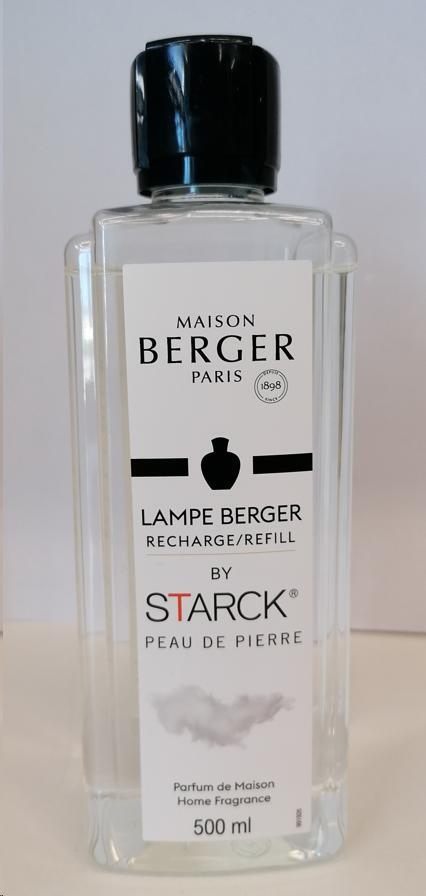 MAISON
BERGER
PARIS
DEPUIS
1898
SINCE
LAMPE BERGER
RECHARGE/REFILL
BY
STARCK®
PEAU DE PIERRE
Parfum de Maison
Home Fragrance
500 ml